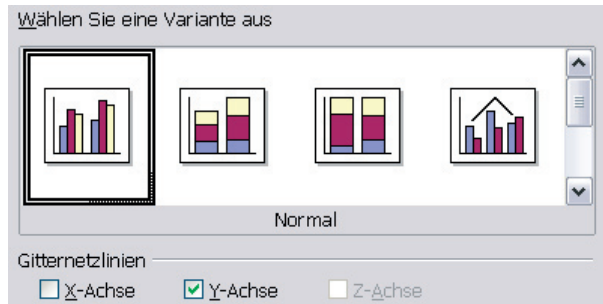 Wählen Sie eine Variante aus
Normal
Gitternetzlinien
X-Achse Y-Achse Z-Achse